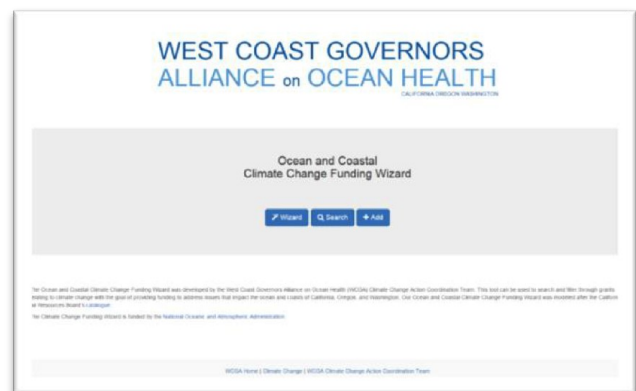 WEST COAST GOVERNORS
ALLIANCE on OCEAN HEALTH
CALIFORNIA OREGON WASHINGTON
Ocean and Coastal
Climate Change Funding Wizard
Wizard Search Add
The Ocean and Coastal Climate Change Funding Wizard was developed by the West Coast Governors Alliance on Ocean Health (WCGA) Climate Change Action Coordination Team. This tool can be used to search and filter through grants
relating to climate change with the goal of providing funding to address issues that impact the ocean and coasts of California, Oregon, and Washington. Our Ocean and Coastal Climate Change Funding Wizard was modified after the California
Air Resources Board's catalogue
The Climate Change Funding Wizard is funded by the National Oceanic and Atmospheric Administration
WCGA Home | Climate Change | WCGA Climate Change Action Coordination Team